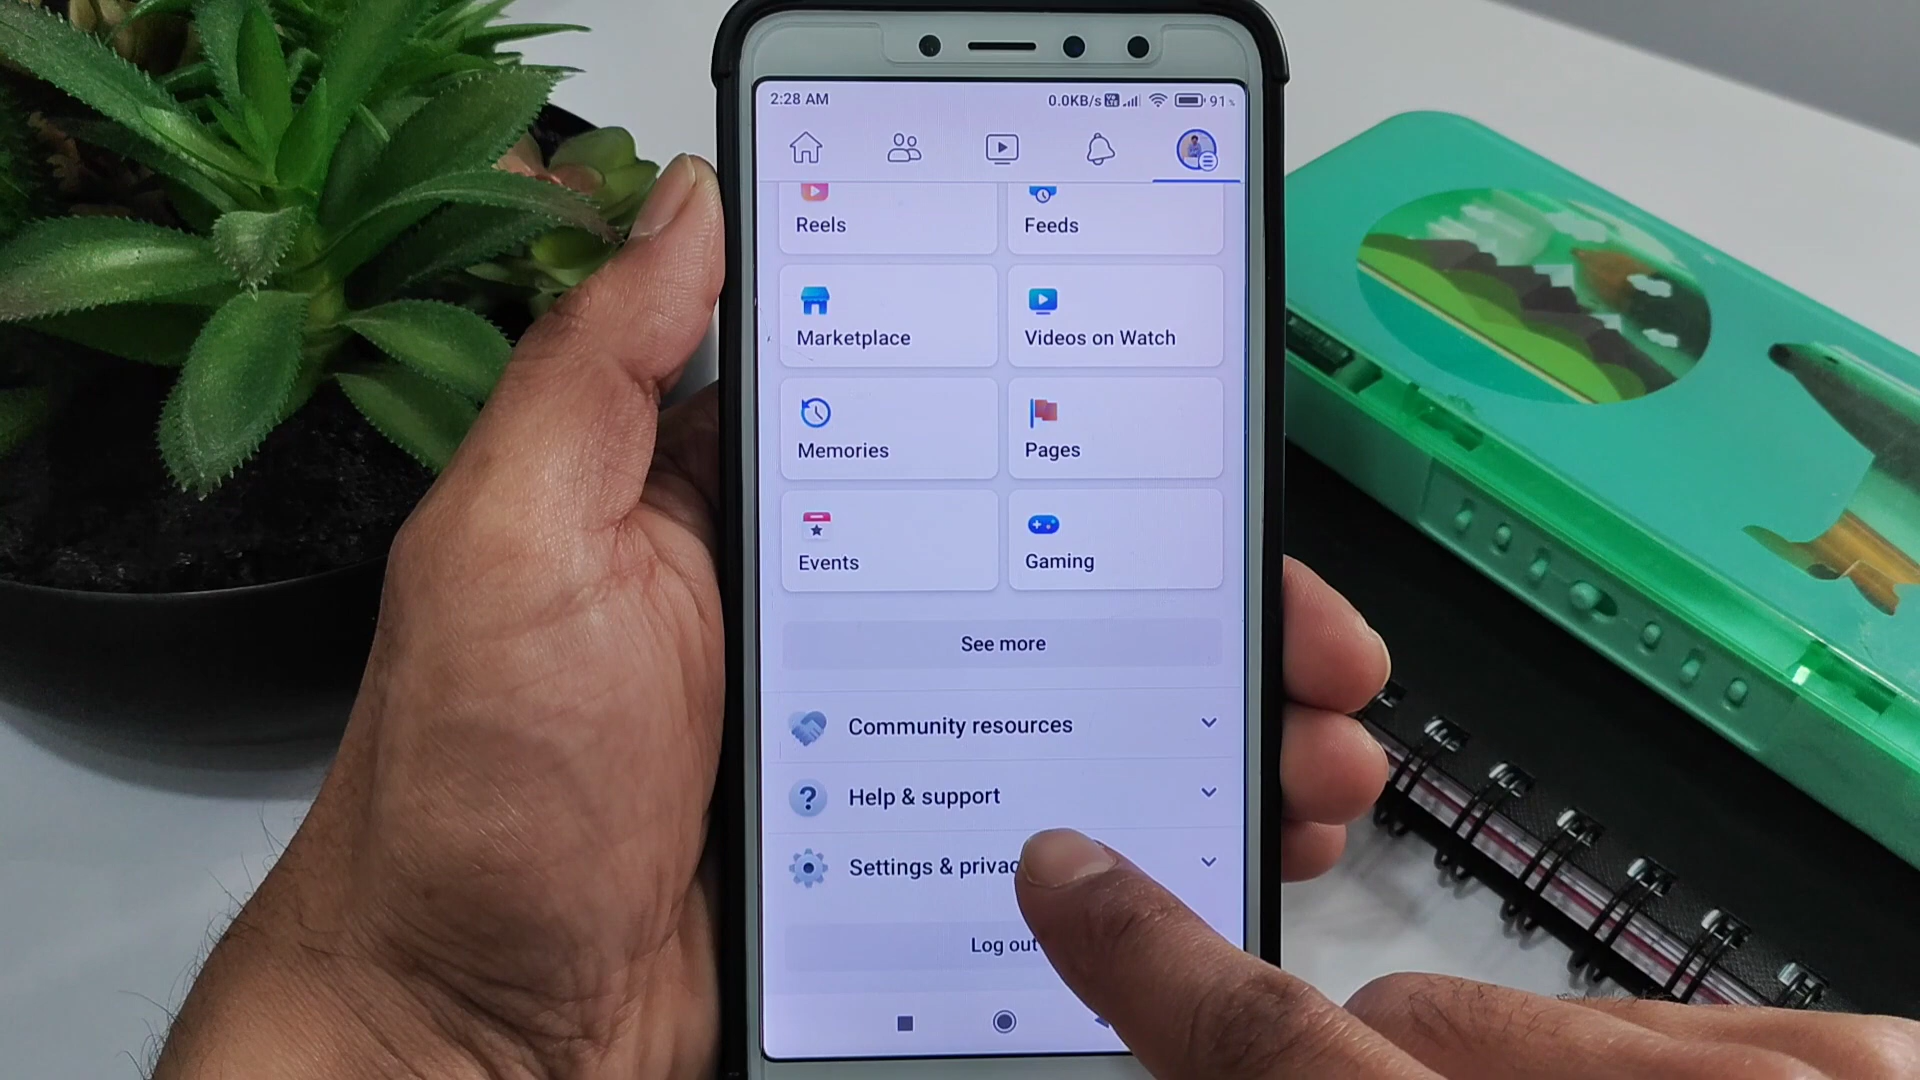 2:28 AM 0.0KB/s 91
Reels Feeds
Marketplace Videos on Watch
Memories Pages
Events Gaming
See more
Community resources
Help & support
Settings & privac
Log out